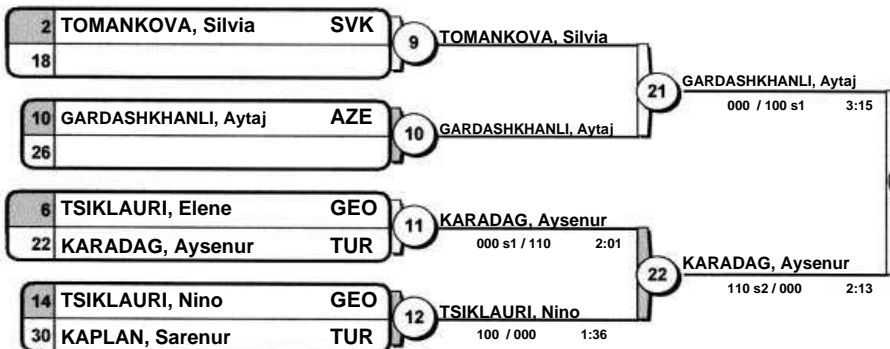 2 TOMANKOVA, Silvia SVK
18
9 TOMANKOVA, Silvia
10 GARDASHKHANLI, Aytaj AZE
26
10 GARDASHKHANLI, Aytaj
21 GARDASHKHANLI, Aytaj
000 / 100 s1 3:15
6 TSIKLAURI, Elene GEO
22 KARADAG, Aysenur TUR
11 KARADAG, Aysenur
000 s1 / 110 2:01
14 TSIKLAURI, Nino GEO
30 KAPLAN, Sarenur TUR
12 TSIKLAURI, Nino
100 / 000 1:36
22 KARADAG, Aysenur
110 s2 / 000 2:13